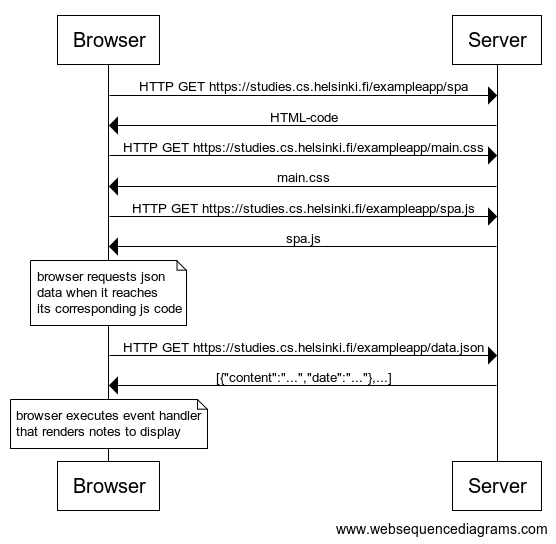 Browser
Server
HTTP GET https://studies.cs.helsinki.fi/exampleapp/spa
HTML-code
HTTP GET https://studies.cs.helsinki.fi/exampleapp/main.css
main.css
HTTP GET https://studies.cs.helsinki.fi/exampleapp/spa.js
spa.js
browser requests json
data when it reaches
its corresponding js code
HTTP GET https://studies.cs.helsinki.fi/exampleapp/data.json
[{"content":"...","date":"..."},...]
browser executes event handler
that renders notes to display
Browser
Server
www.websequencediagrams.com